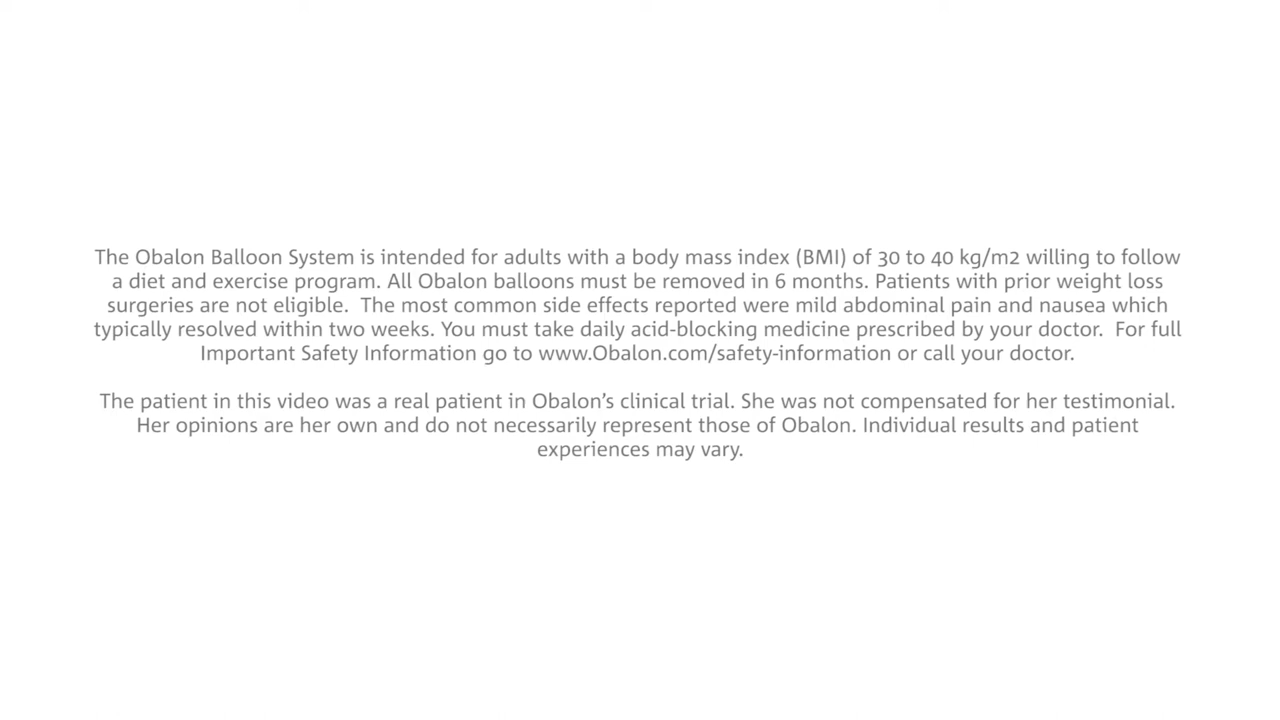 The Obalon Balloon System is intended for adults with a body mass index (BMI) of 30 to 40 kg/m2 willing to follow
a diet and exercise program. All Obalon balloons must be removed in 6 months. Patients with prior weight loss
surgeries are not eligible.  The most common side effects reported were mild abdominal pain and nausea which
typically resolved within two weeks. You must take daily acid-blocking medicine prescribed by your doctor.  For full
Important Safety Information go to www.Obalon.com/safety-information or call your doctor.
The patient in this video was a real patient in Obalon’s clinical trial. She was not compensated for her testimonial.
Her opinions are her own and do not necessarily represent those of Obalon. Individual results and patient
experiences may vary.